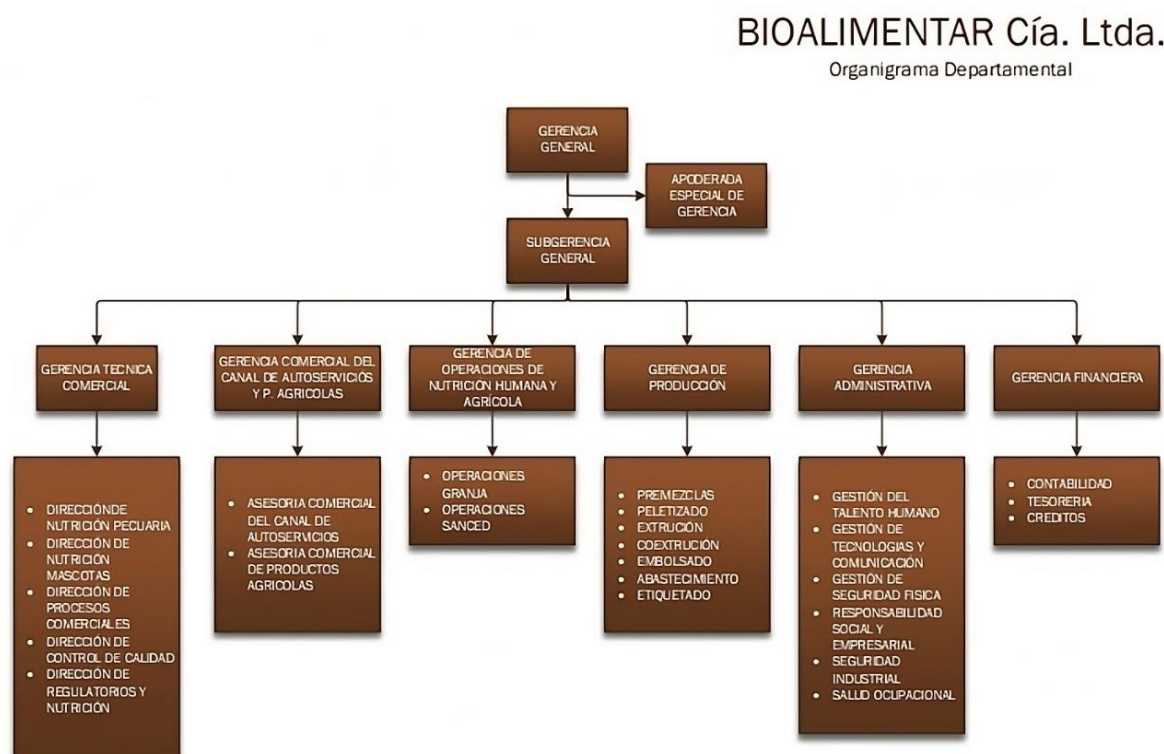 BIOALIMENTAR Cía. Ltda.
Organigrama Departamental
GERENCIA
GENERAL
APODERADA
ESPECIAL DE
GERENCIA
SUBGERENCIA
GENERAL
GERENCIA TECNICA
COMERCIAL
GERENCIA COMERCIAL DEL
CANAL DE AUTOSERVICIÓS
Y P. AGRICOLAS
GERENCIA DE
OPERACIONES DE
NUTRICIÓN HUMANA Y
AGRÍCOLA
GERENCIA DE
PRODUCCIÓN
GERENCIA
ADMINISTRATIVA
GERENCIA FINANCIERA
• DIRECCIÓNDE
NUTRICIÓN PECUARIA
• DIRECCIÓN DE
NUTRICIÓN
MASCOTAS
• DIRECCIÓN DE
PROCESOS
COMERCIALES
• DIRECCIÓN DE
CONTROL DE CALIDAD
• DIRECCIÓN DE
REGULATORIOS Y
NUTRICIÓN
• ASESORIA COMERCIAL
DEL CANAL DE
AUTOSERVICIOS
• ASESORIA COMERCIAL
DE PRODUCTOS
AGRICOLAS
• OPERACIONES
GRANJA
• OPERACIONES
SANCED
• PREMEZCLAS
• PELETIZADO
• EXTRUCIÓN
• COEXTRUCIÓN
• EMBOLSADO
• ABASTECIMIENTO
• ETIQUETADO
• GESTIÓN DEL
TALENTO HUMANO
• GESTIÓN DE
TECNOLOGIAS Y
COMUNICACIÓN
• GESTIÓN DE
SEGURIDAD FISICA
• RESPONSABILIDAD
SOCIAL Y
EMPRESARIAL
• SEGURIDAD
INDUSTRIAL
• SALUD OCUPACIONAL
• CONTABILIDAD
• TESORERIA
• CREDITOS